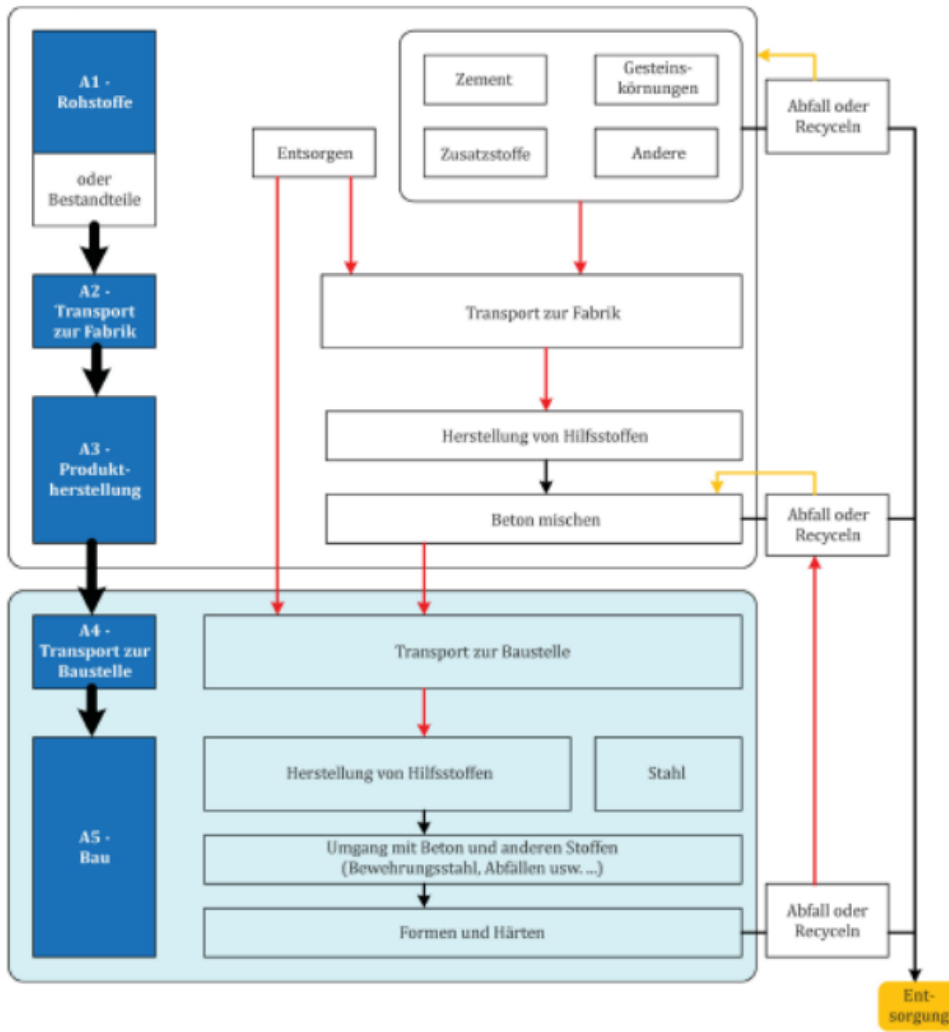 A1 -
Rohstoffe
oder
Bestandteile
A2 -
Transport
zur Fabrik
A3 -
Produkt-
herstellung
A4 -
Transport zur
Baustelle
A5 -
Bau
Zement
Gesteins-
körnungen
Zusatzstoffe
Andere
Entsorgen
Abfall oder
Recyceln
Transport zur Fabrik
Herstellung von Hilfsstoffen
Beton mischen
Abfall oder
Recyceln
Transport zur Baustelle
Herstellung von Hilfsstoffen
Stahl
Umgang mit Beton und anderen Stoffen
(Bewehrungsstahl, Abfällen usw. ...)
Formen und Härten
Abfall oder
Recyceln
Ent-
sorgung